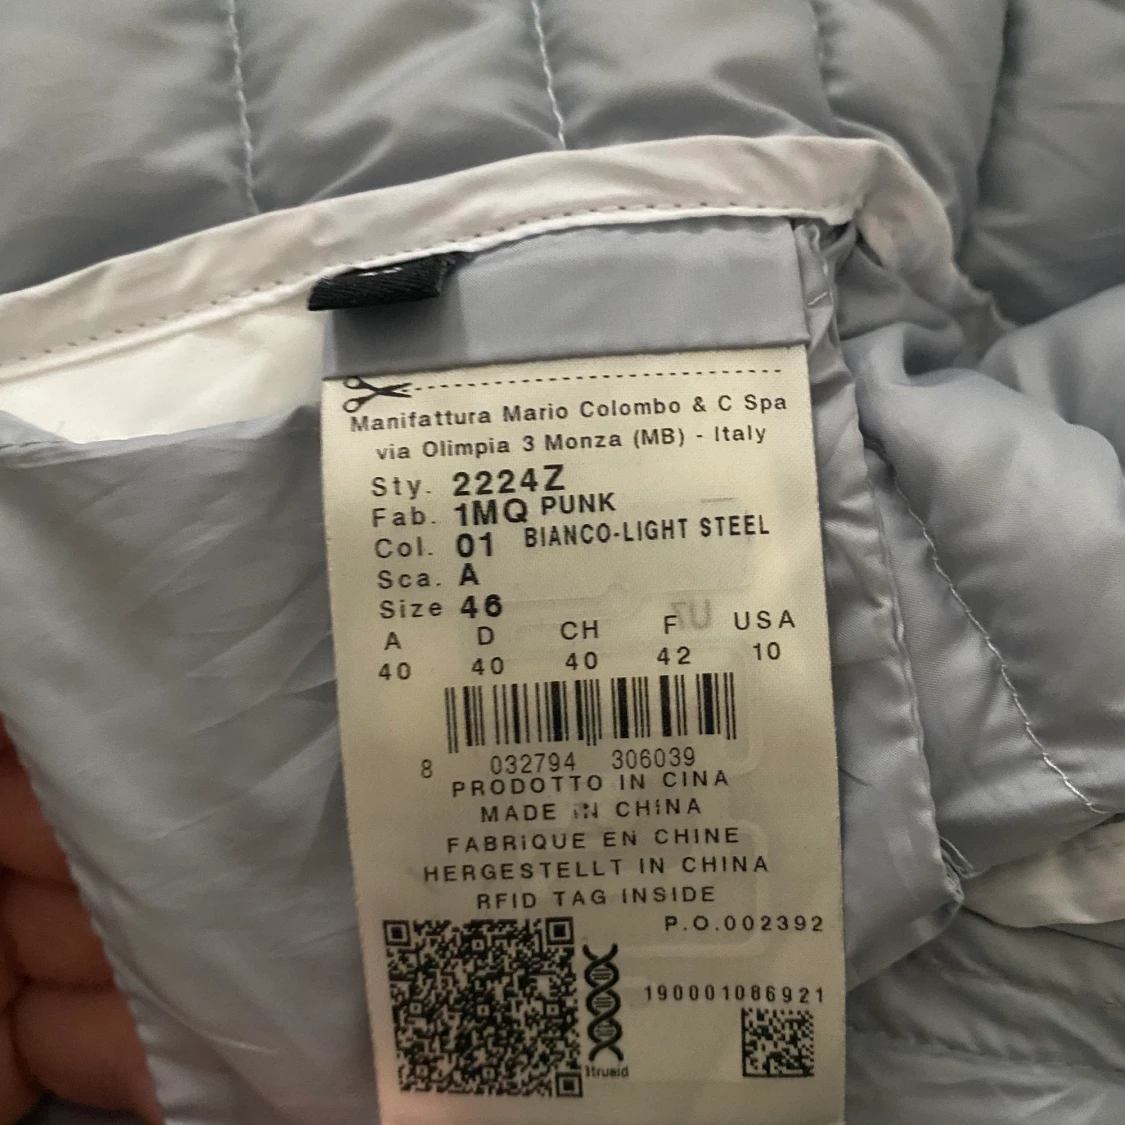 Manifattura Mario Colombo & C Spa
via Olimpia 3 Monza (MB) - Italy
Sty. 2224Z
Fab. 1MQ PUNK
Col. 01 BIANCO-LIGHT STEEL
Sca. A
Size 46
A D CH F USA
40 40 40 42 10
8 032794 306039
PRODOTTO IN CINA
MADE IN CHINA
FABRIQUE EN CHINE
HERGESTELLT IN CHINA
RFID TAG INSIDE
P.O.002392
190001086921